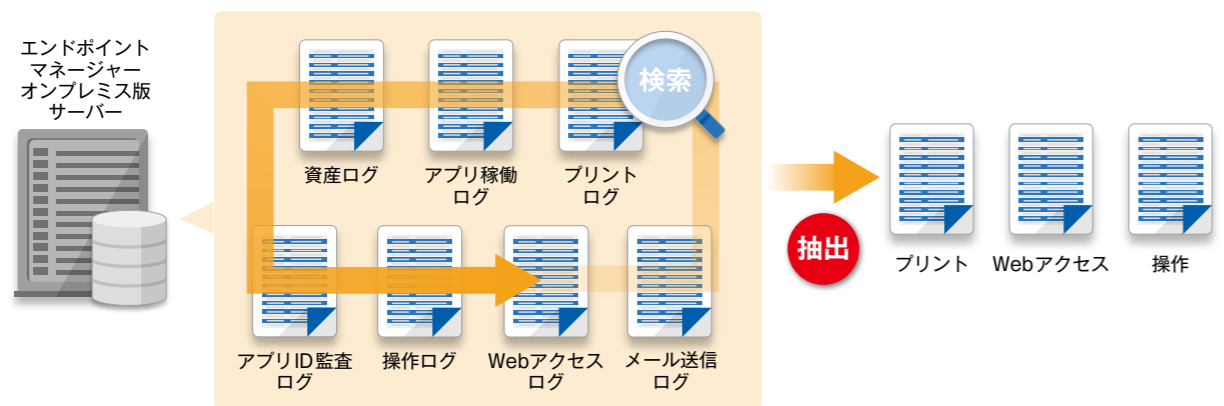 エンドポイント
マネージャー
オンプレミス版
サーバー
検索
資産ログ
アプリ稼働
ログ
プリント
ログ
アプリID監査
ログ
操作ログ
Webアクセス
ログ
メール送信
ログ
抽出
プリント
Webアクセス
操作